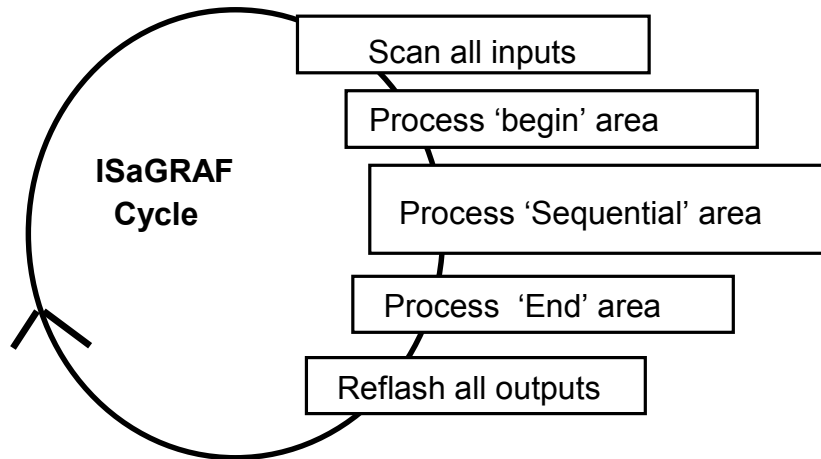 Scan all inputs
Process ‘begin’ area
ISaGRAF
Cycle
Process ‘Sequential’ area
Process ‘End’ area
Reflash all outputs